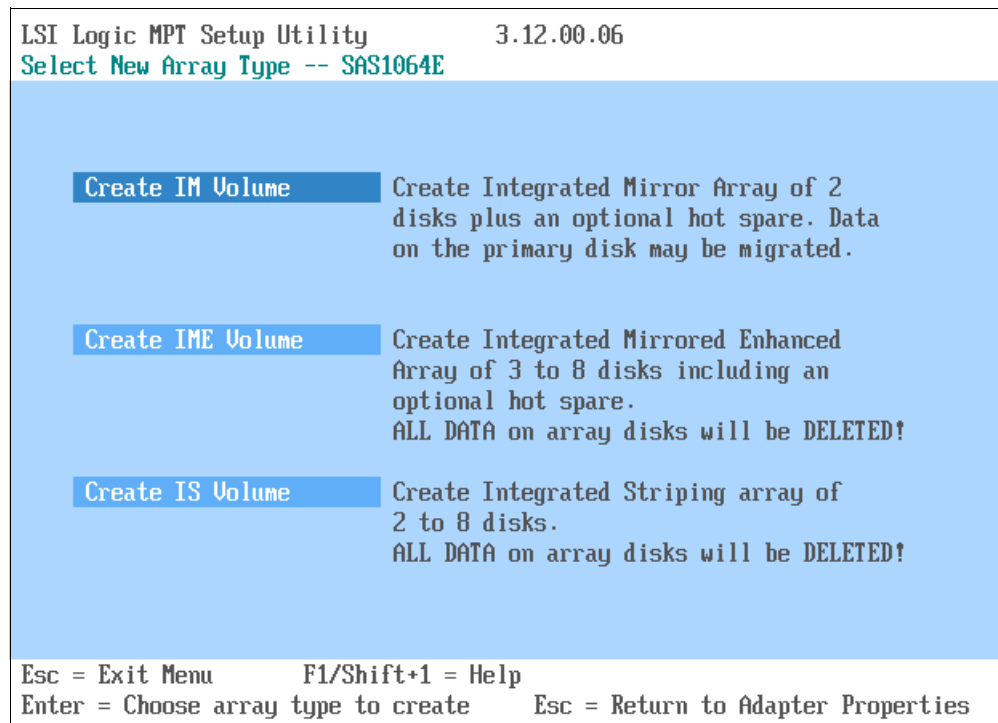 LSI Logic MPT Setup Utility 3.12.00.06
Select New Array Type -- SAS1064E
Create IM Volume Create Integrated Mirror Array of 2
disks plus an optional hot spare. Data
on the primary disk may be migrated.
Create IME Volume Create Integrated Mirrored Enhanced
Array of 3 to 8 disks including an
optional hot spare.
ALL DATA on array disks will be DELETED!
Create IS Volume Create Integrated Striping array of
2 to 8 disks.
ALL DATA on array disks will be DELETED!
Esc = Exit Menu F1/Shift+1 = Help
Enter = Choose array type to create Esc = Return to Adapter Properties